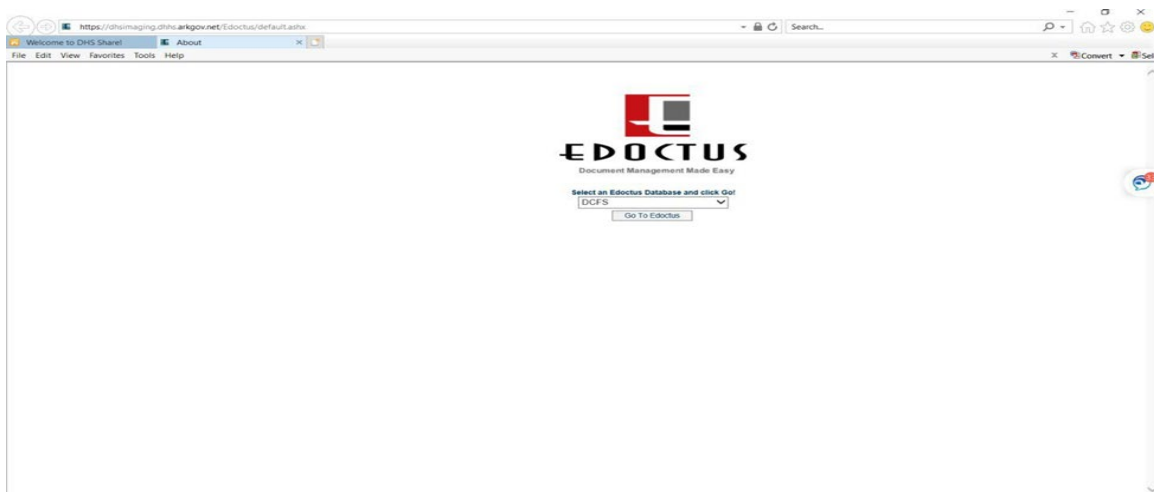 https://dhsimaging.dhhs.arkgov.net/Edoctus/default.ashx
Search...
Welcome to DHS Share!
About
File Edit View Favorites Tools Help
Convert
Sel
EDOCTUS
Document Management Made Easy
Select an Edoctus Database and click Go!
DCFS
Go To Edoctus